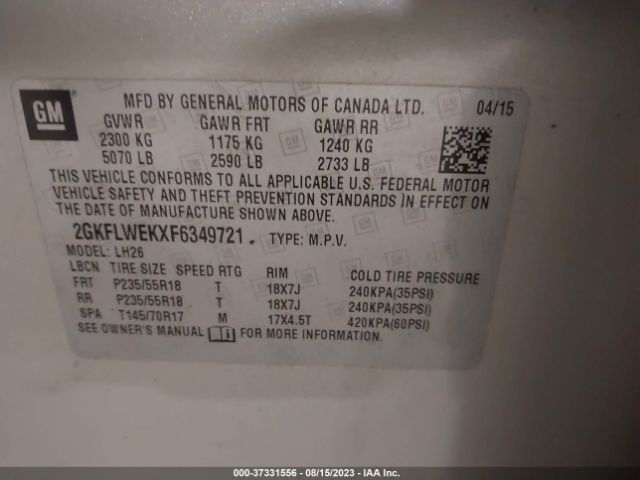 GM
MFD BY GENERAL MOTORS OF CANADA LTD. 04/15
GVWR GAWR FRT GAWR RR
2300 KG 1175 KG 1240 KG
5070 LB 2590 LB 2733 LB
THIS VEHICLE CONFORMS TO ALL APPLICABLE U.S. FEDERAL MOTOR
VEHICLE SAFETY AND THEFT PREVENTION STANDARDS IN EFFECT ON
THE DATE OF MANUFACTURE SHOWN ABOVE.
2GKFLWEKXF6349721 TYPE: M.P.V.
MODEL: LH26
LBCN TIRE SIZE SPEED RTG RIM COLD TIRE PRESSURE
FRT P235/55R18 T 18X7J 240KPA(35PSI)
RR P235/55R18 T 18X7J 240KPA(35PSI)
SPA T145/70R17 M 17X4.5T 420KPA(60PSI)
SEE OWNER'S MANUAL FOR MORE INFORMATION.
000-37331556 - 08/15/2023 - IAA Inc.